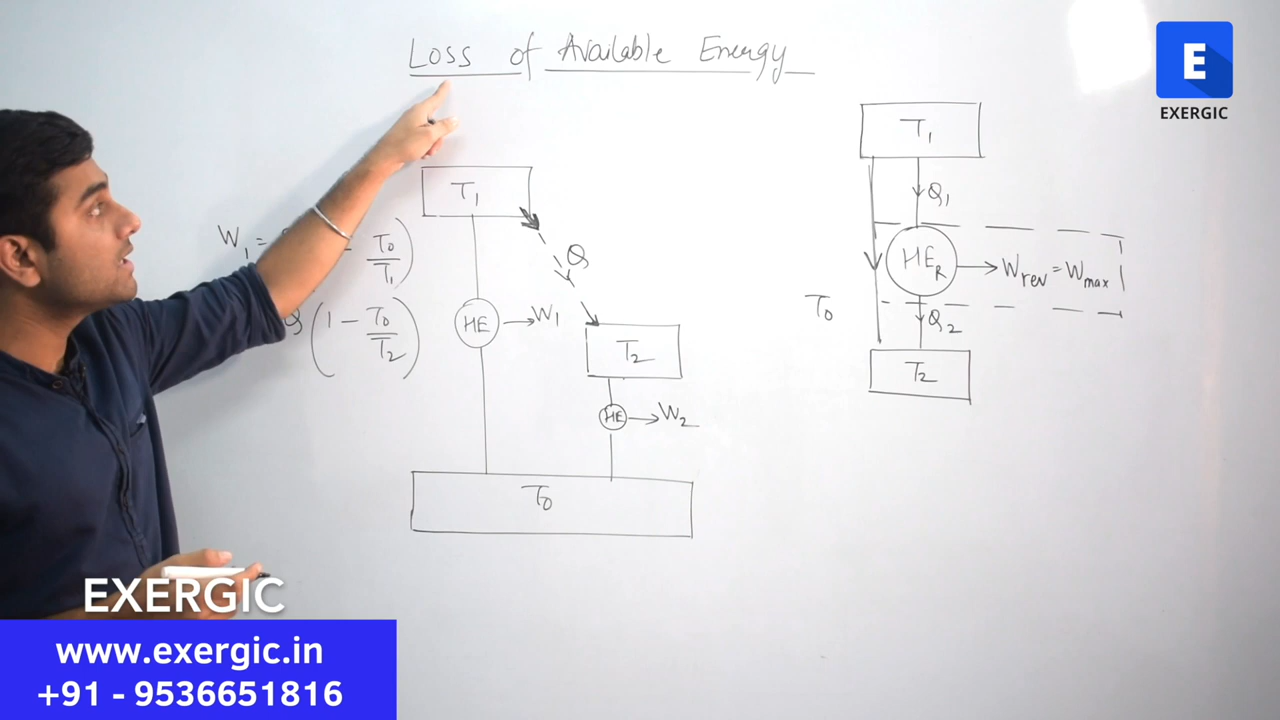 Loss of Available Energy
E
EXERGIC
T1
T1
Q1
W1 = T0
T1
Q
HER
Wrev = Wmax
HE
W1
T0
Q (1 - T0
T2)
Q2
T2
T2
HE
W2
T0
EXERGIC
www.exergic.in
+91 - 9536651816